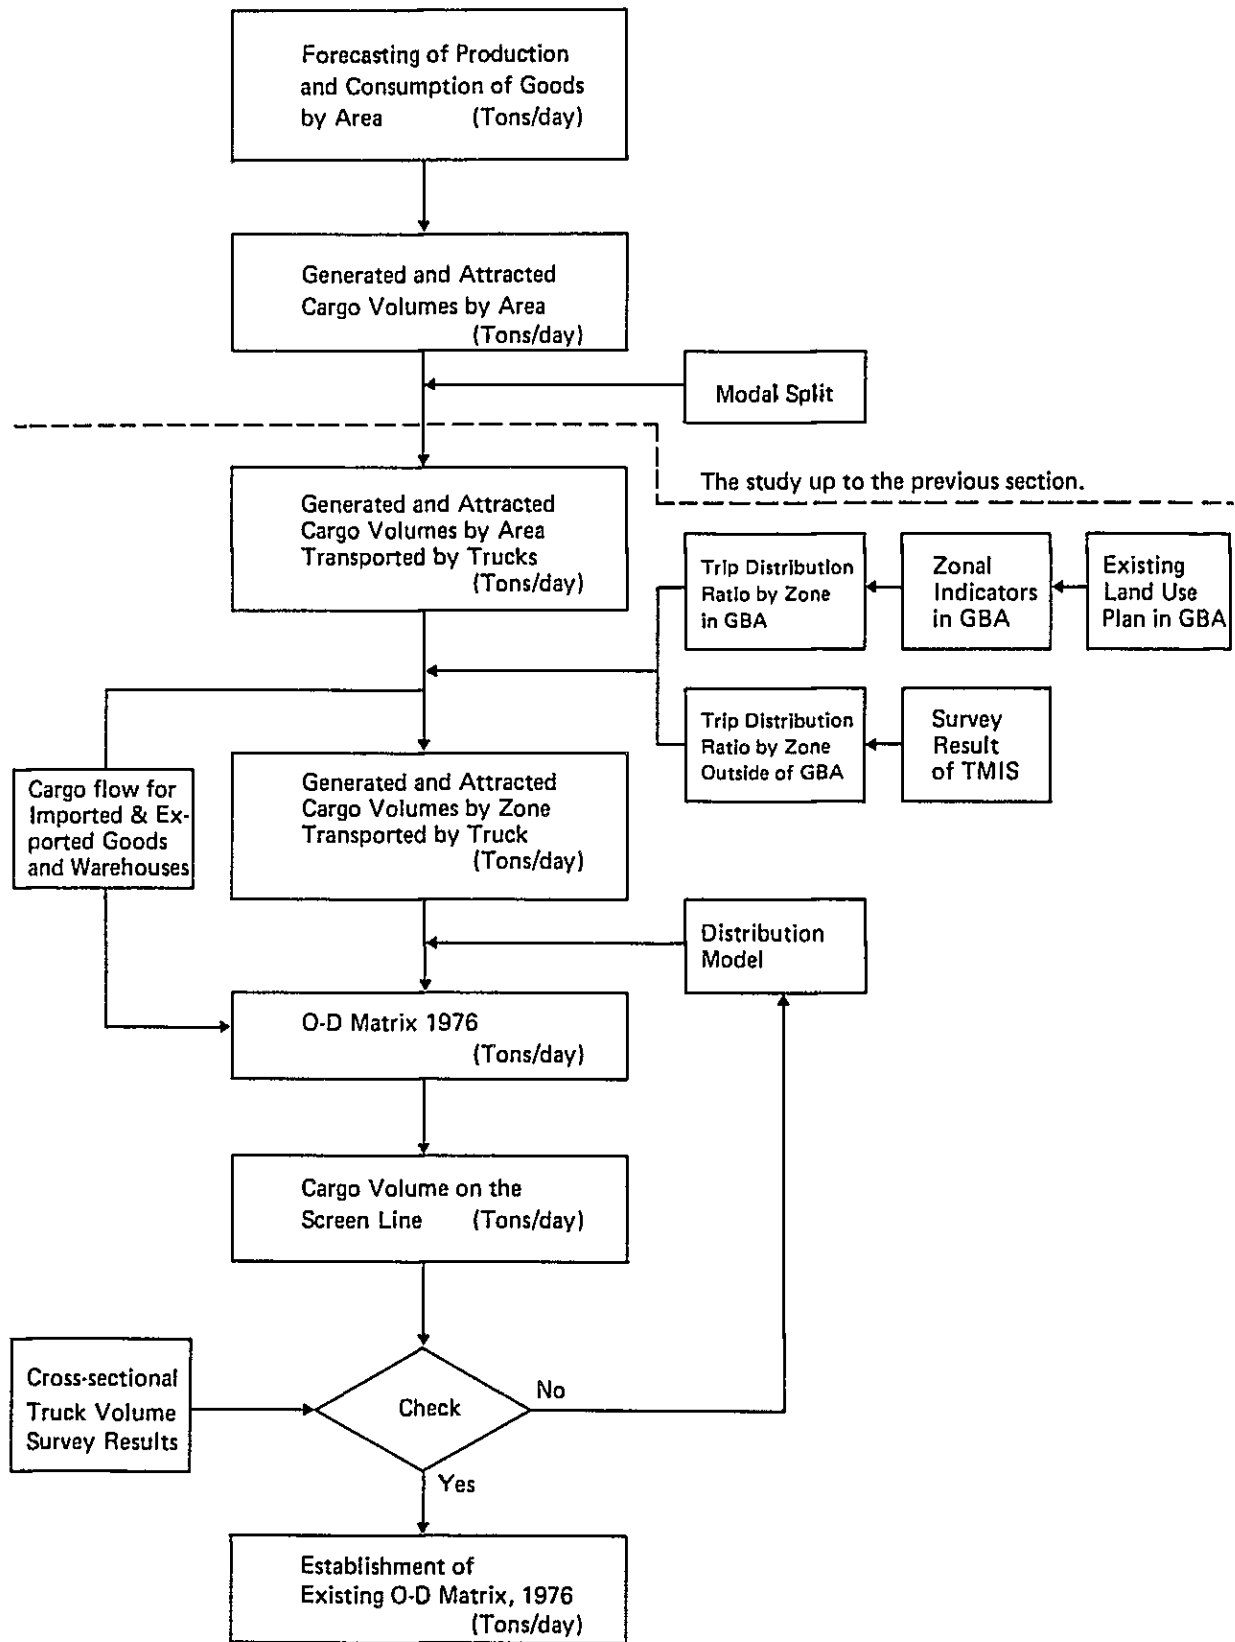 Forecasting of Production
and Consumption of Goods
by Area (Tons/day)
Generated and Attracted
Cargo Volumes by Area
(Tons/day)
Modal Split
The study up to the previous section.
Generated and Attracted
Cargo Volumes by Area
Transported by Trucks
(Tons/day)
Trip Distribution
Ratio by Zone
in GBA
Zonal
Indicators
in GBA
Existing
Land Use
Plan in GBA
Trip Distribution
Ratio by Zone
Outside of GBA
Survey
Result
of TMIS
Cargo flow for
Imported & Ex-
ported Goods
and Warehouses
Generated and Attracted
Cargo Volumes by Zone
Transported by Truck
(Tons/day)
Distribution
Model
O-D Matrix 1976
(Tons/day)
Cargo Volume on the
Screen Line (Tons/day)
Cross-sectional
Truck Volume
Survey Results
Check
No
Yes
Establishment of
Existing O-D Matrix, 1976
(Tons/day)